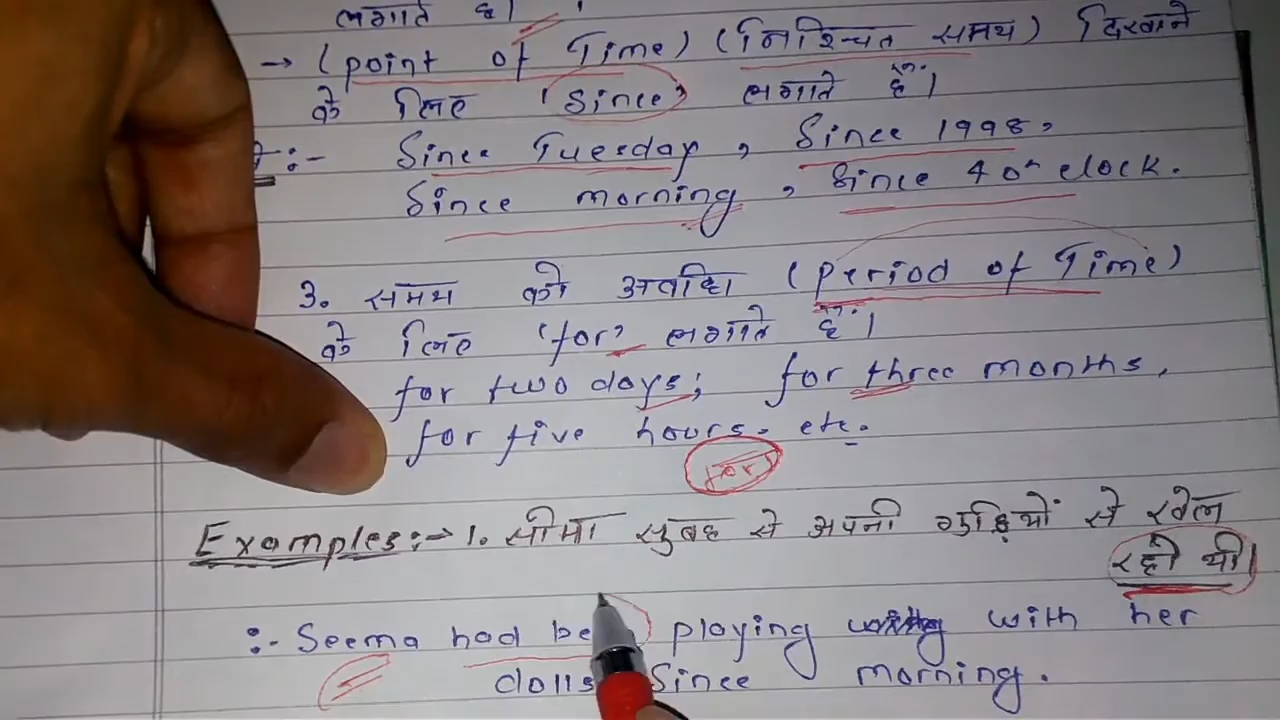 लगाते हैं।
→ (point of Time) (निश्चित समय) दिखाने
के लिए 'Since' लगाते हैं।
:- Since Tuesday, Since 1998,
Since morning, Since 4 o'clock.
3. समय की अवधि (Period of Time)
के लिए 'for' लगाते हैं।
for two days; for three months,
for five hours. etc.
for
Examples:→ 1. सीमा सुबह से अपनी गुड़ियों से खेल
रही थी।
:- Seema had be playing with her
dolls Since morning.